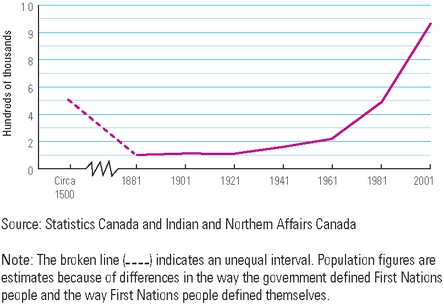 Hundreds of thousands
10
9
6
4
2
0
Circa 1881 1901 1921 1941 1961 1981 2001
1500
Source: Statistics Canada and Indian and Northern Affairs Canada
Note: The broken line (----) indicates an unequal interval. Population figures are
estimates because of differences in the way the government defined First Nations
people and the way First Nations people defined themselves.